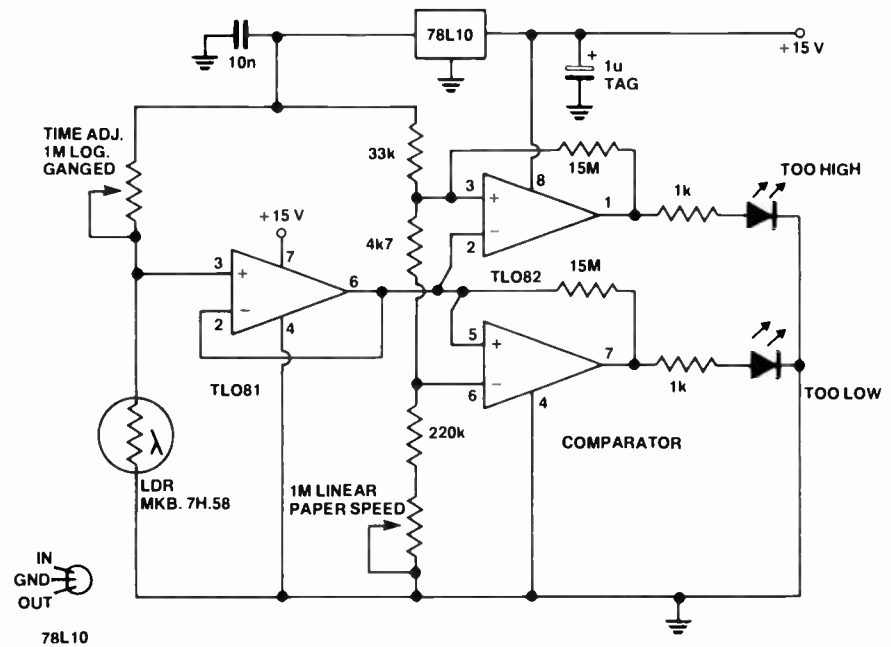 78L10
+ 15 V
10n
+
1u
TAG
TIME ADJ.
1M LOG.
GANGED
33k
15M
TOO HIGH
3
+
8
1
1k
−
2
+ 15 V
4k7
7
3
+
6
TLO82
15M
2
−
4
5
+
7
TLO81
−
6
1k
4
TOO LOW
220k
COMPARATOR
λ
LDR
MKB. 7H.58
1M LINEAR
PAPER SPEED
IN
GND
OUT
78L10